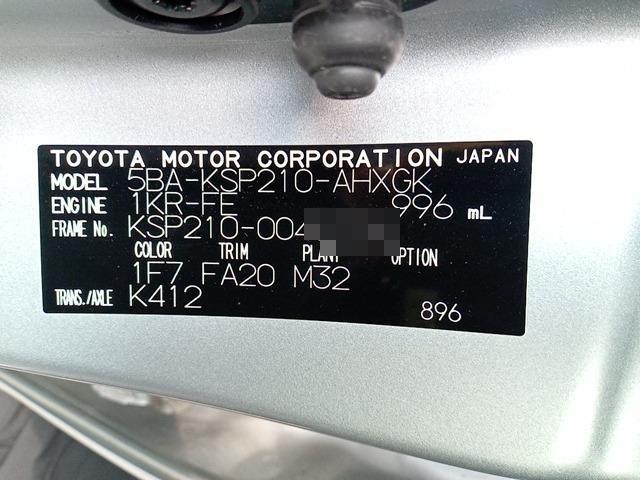 TOYOTA MOTOR CORPORATION JAPAN
MODEL 5BA-KSP210-AHXGK
ENGINE 1KR-FE 996 mL
FRAME No. KSP210-004
COLOR TRIM PLANT OPTION
1F7 FA20 M32
TRANS./AXLE K412
896